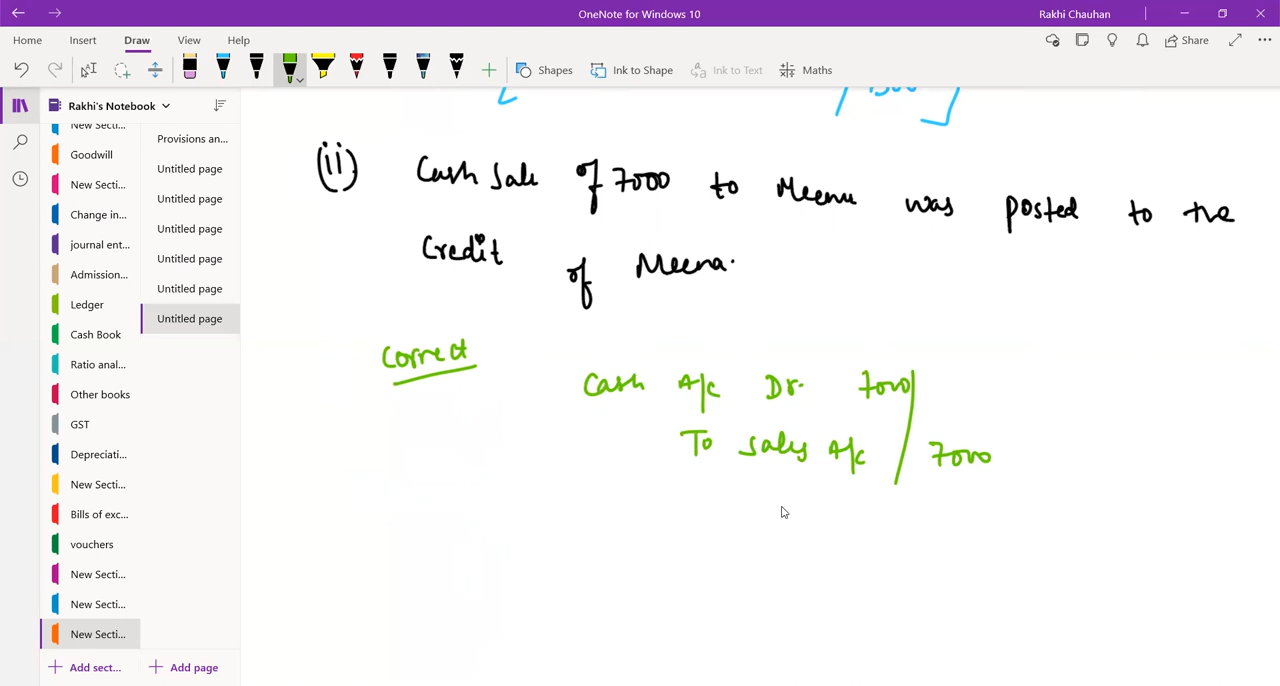 OneNote for Windows 10
Rakhi Chauhan
Home Insert Draw View Help
Share
Shapes
Ink to Shape
Ink to Text
Maths
Rakhi's Notebook
New Secti...
Goodwill
New Secti...
Change in...
journal ent...
Admission...
Ledger
Cash Book
Ratio anal...
Other books
GST
Depreciati...
New Secti...
Bills of exc...
vouchers
New Secti...
New Secti...
New Secti...
Add sect...
Provisions an...
Untitled page
Untitled page
Untitled page
Untitled page
Untitled page
Untitled page
Add page
(ii) Cash Sale of 7000 to Meenu was posted to the
Credit of Meena.
Correct
Cash A/c Dr. 7000
To Sales A/c 7000